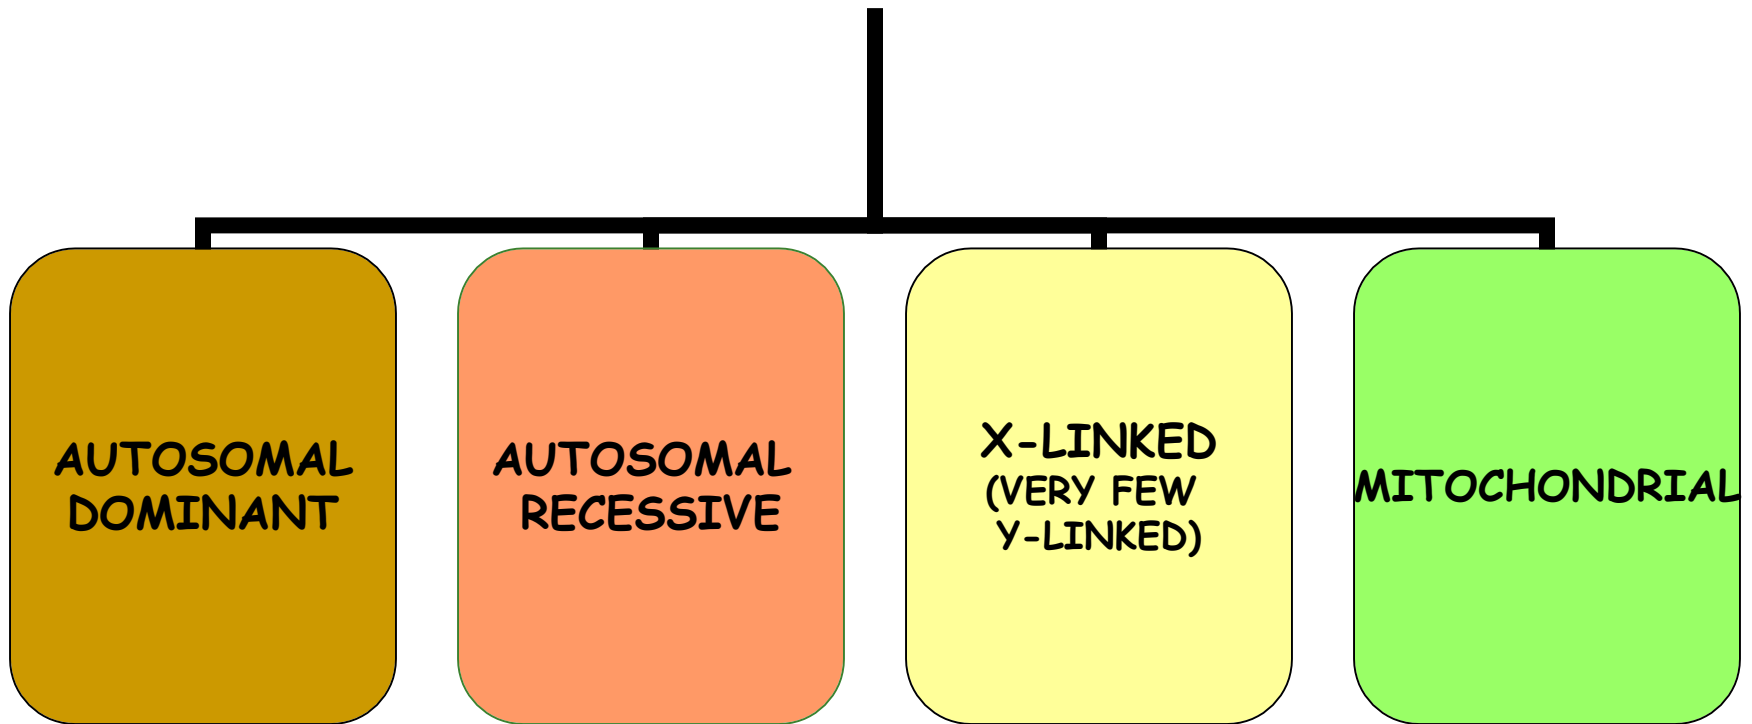 AUTOSOMAL
DOMINANT
AUTOSOMAL
RECESSIVE
X-LINKED
(VERY FEW
Y-LINKED)
MITOCHONDRIAL